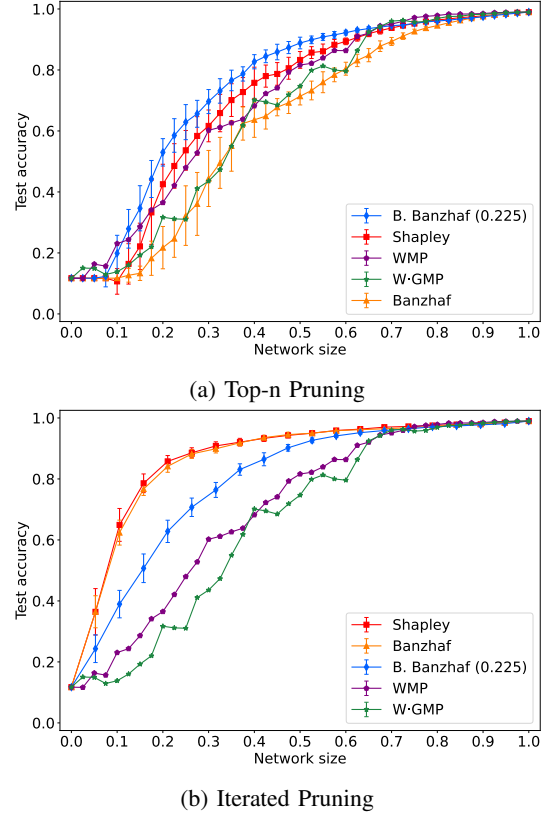 1.0
0.8
0.6
0.4
0.2
0.0
Test accuracy
B. Banzhaf (0.225)
Shapley
WMP
W·GMP
Banzhaf
0.0 0.1 0.2 0.3 0.4 0.5 0.6 0.7 0.8 0.9 1.0
Network size
(a) Top-n Pruning
1.0
0.8
0.6
0.4
0.2
0.0
Test accuracy
Shapley
Banzhaf
B. Banzhaf (0.225)
WMP
W·GMP
0.0 0.1 0.2 0.3 0.4 0.5 0.6 0.7 0.8 0.9 1.0
Network size
(b) Iterated Pruning